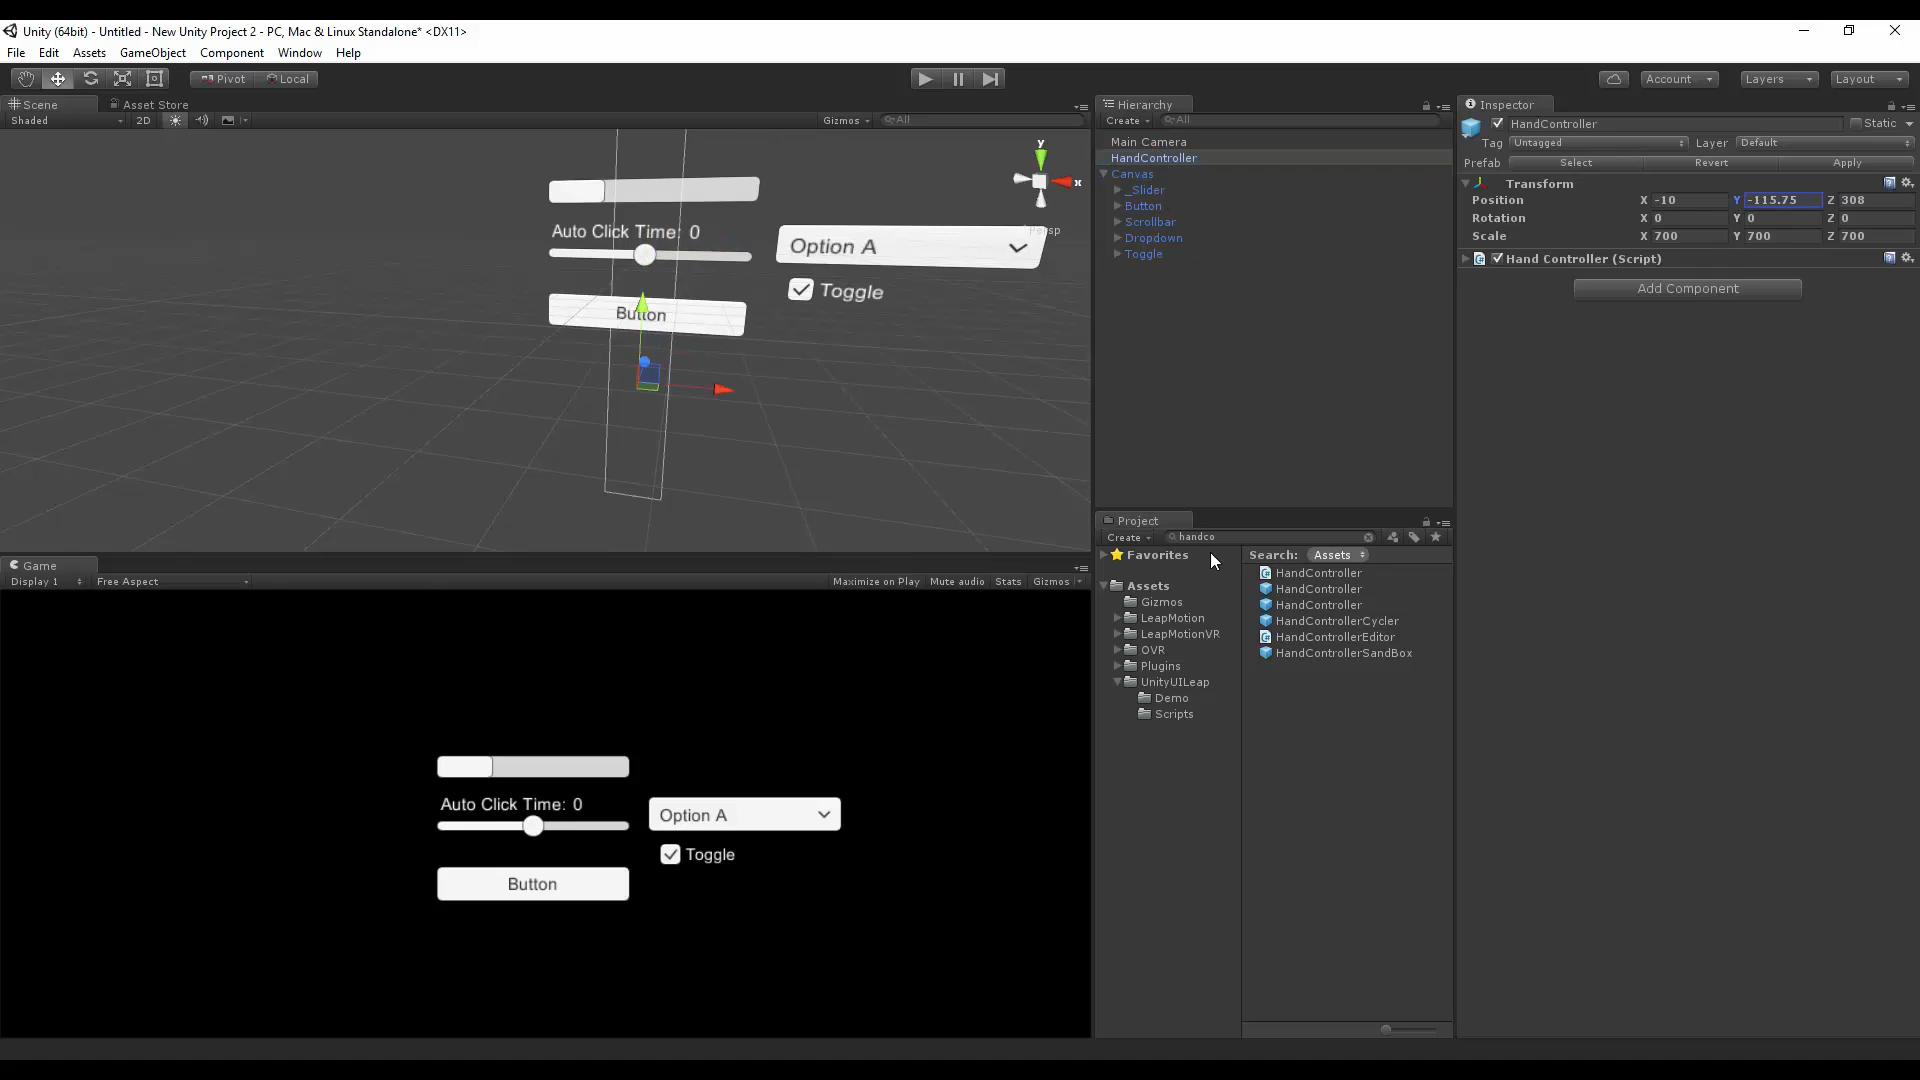 Unity (64bit) - Untitled - New Unity Project 2 - PC, Mac & Linux Standalone* <DX11>
File Edit Assets GameObject Component Window Help
Pivot Local Account Layers Layout
Scene Asset Store
Shaded 2D Gizmos All
y
x
Persp
Auto Click Time: 0
Option A
Toggle
Button
Game
Display 1 Free Aspect Maximize on Play Mute audio Stats Gizmos
Auto Click Time: 0
Option A
Toggle
Button
Hierarchy
Create All
Main Camera
HandController
Canvas
_Slider
Button
Scrollbar
Dropdown
Toggle
Project
Create handco
Favorites
Assets
Gizmos
LeapMotion
LeapMotionVR
OVR
Plugins
UnityUILeap
Demo
Scripts
Search: Assets
HandController
HandController
HandController
HandControllerCycler
HandControllerEditor
HandControllerSandBox
Inspector
HandController Static
Tag Untagged Layer Default
Prefab Select Revert Apply
Transform
Position X -10 Y -115.75 Z 308
Rotation X 0 Y 0 Z 0
Scale X 700 Y 700 Z 700
Hand Controller (Script)
Add Component